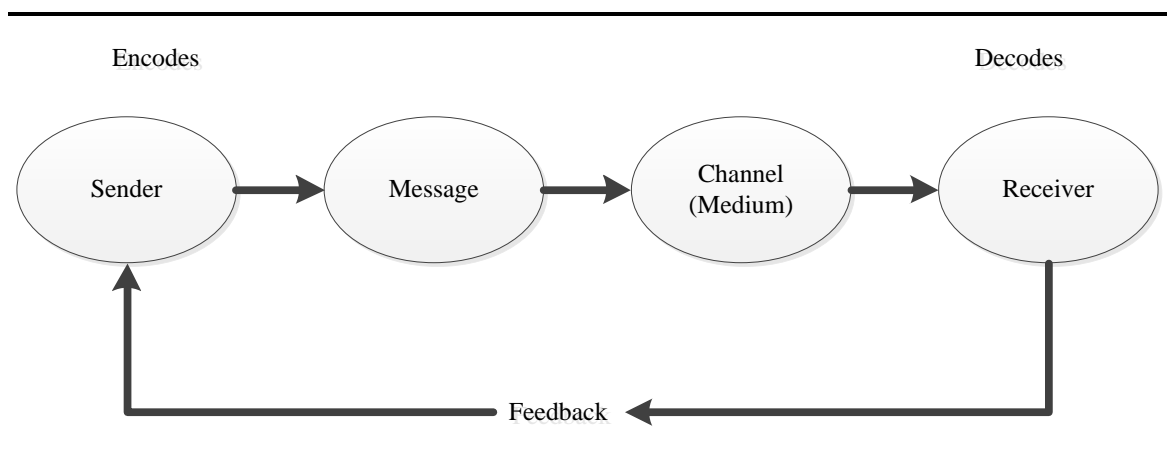 Encodes
Decodes
Sender
Message
Channel
(Medium)
Receiver
Feedback